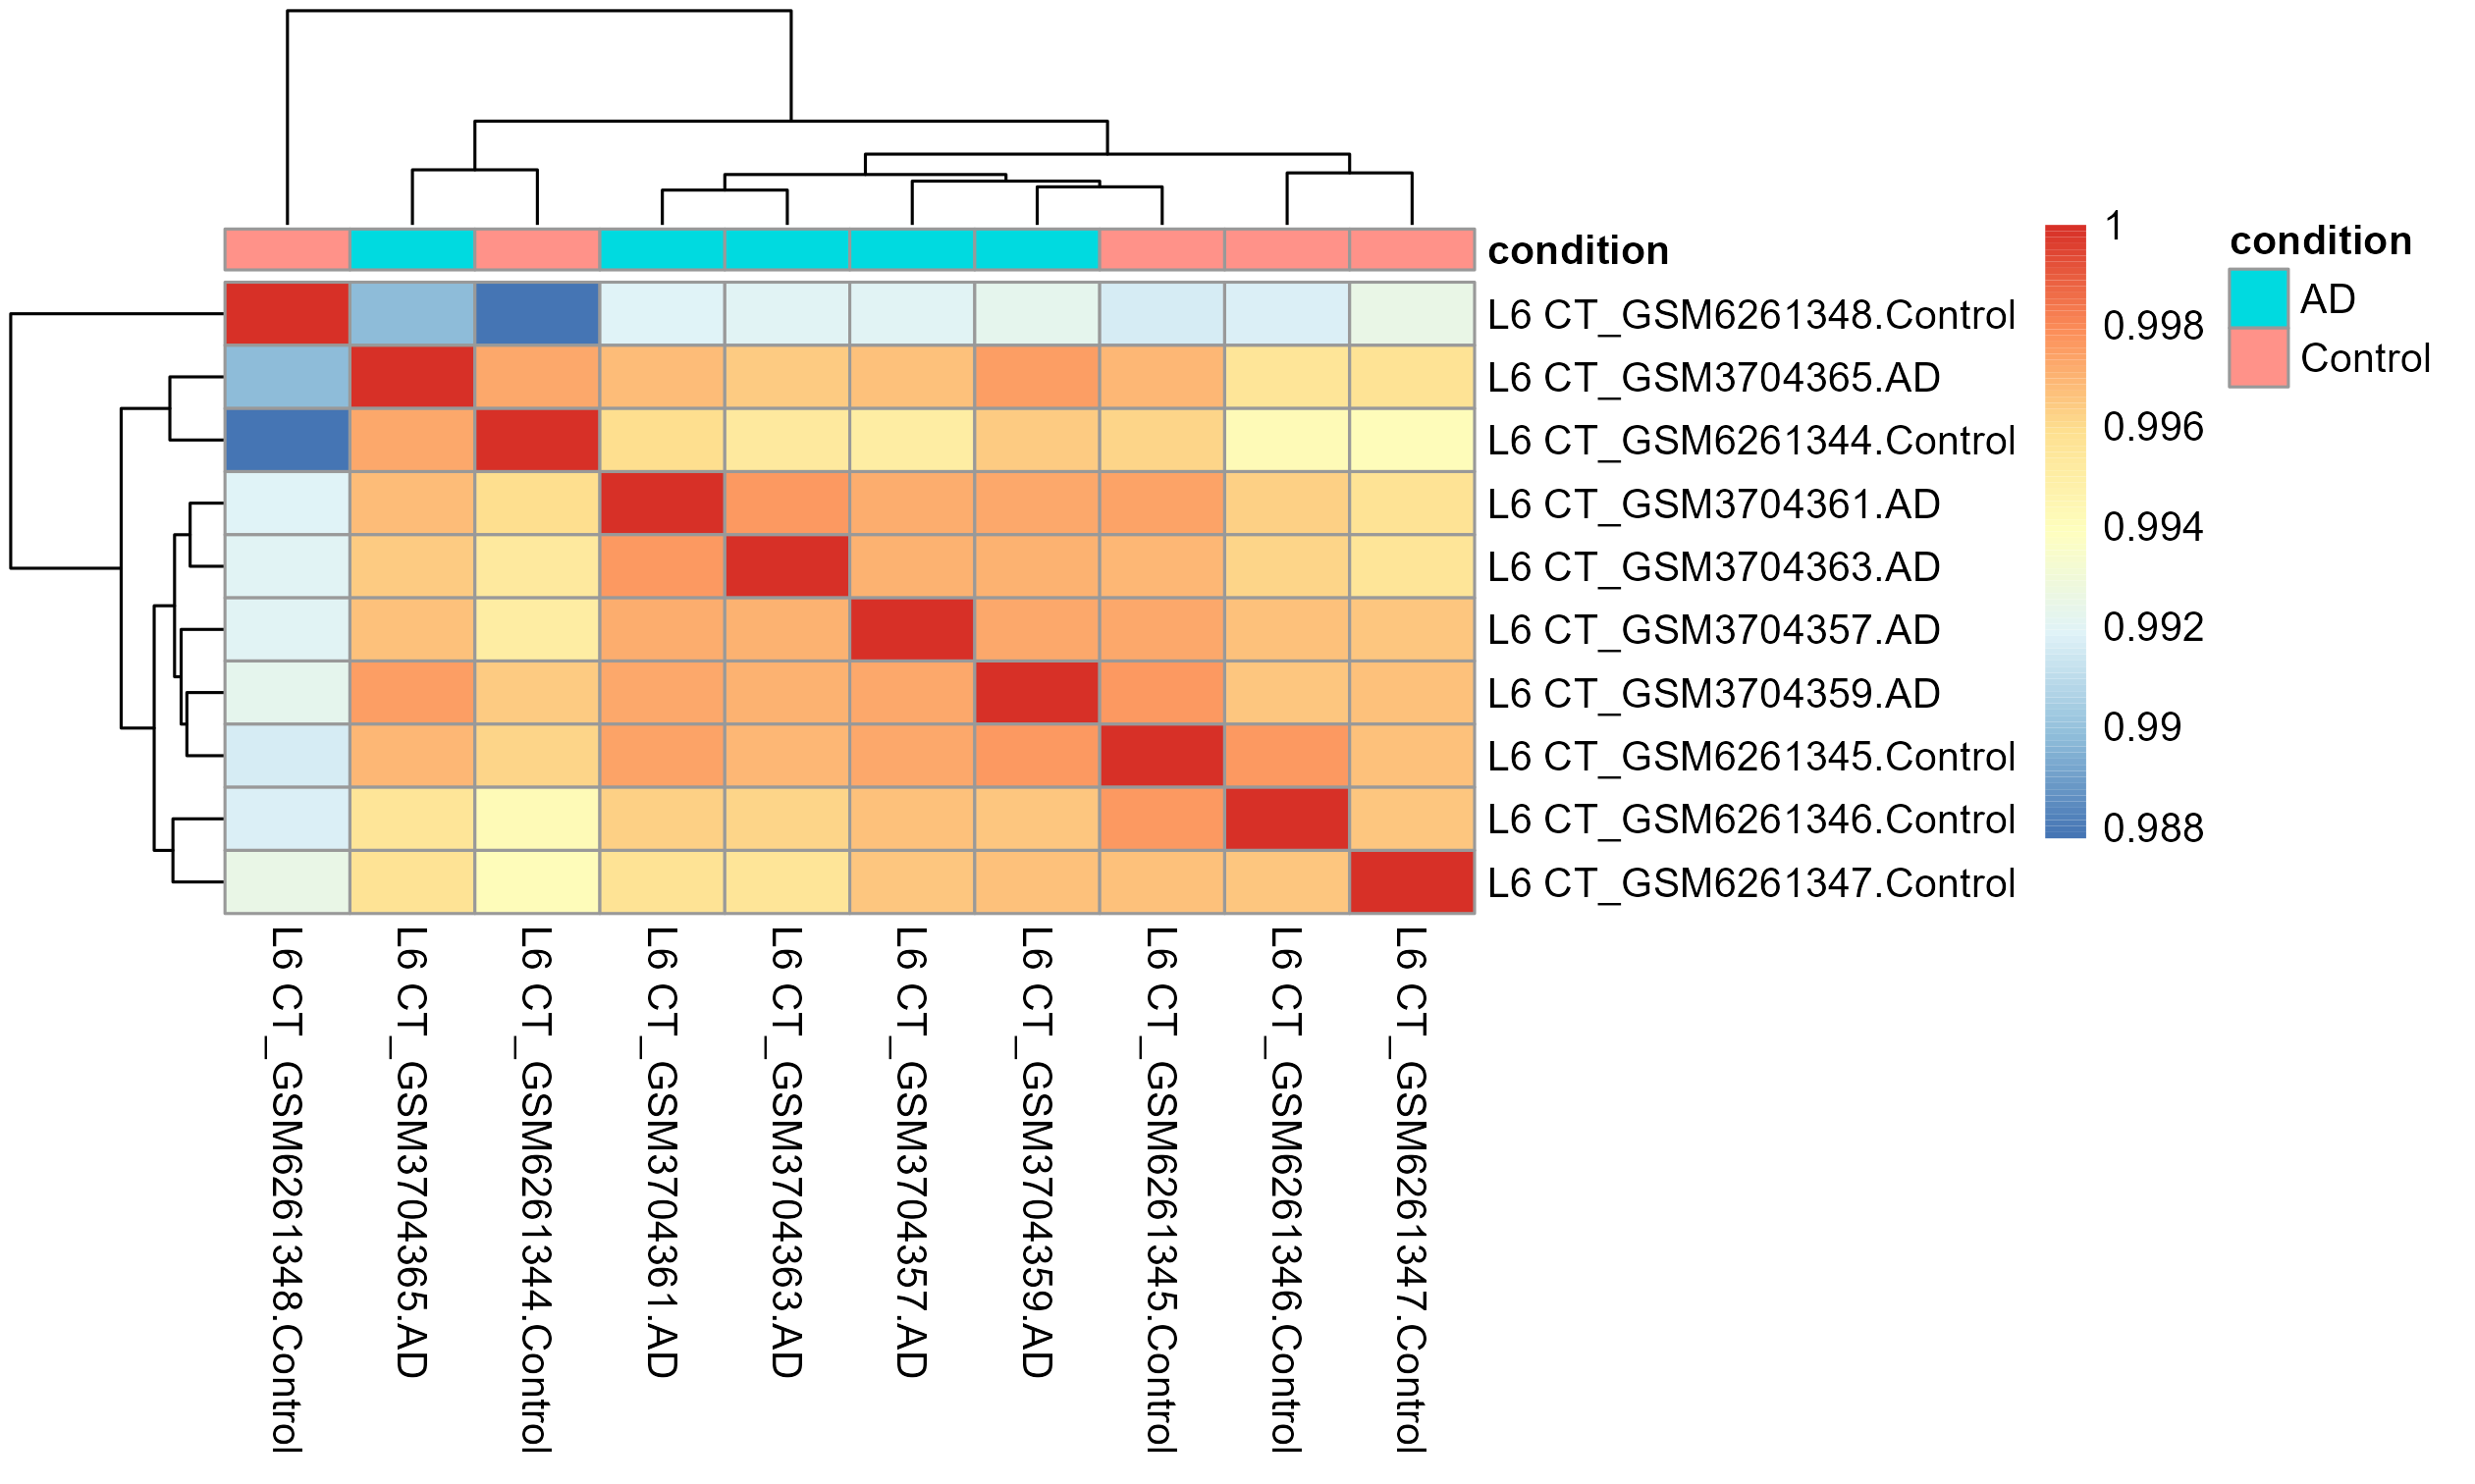 condition
L6 CT_GSM6261348.Control
L6 CT_GSM3704365.AD
L6 CT_GSM6261344.Control
L6 CT_GSM3704361.AD
L6 CT_GSM3704363.AD
L6 CT_GSM3704357.AD
L6 CT_GSM3704359.AD
L6 CT_GSM6261345.Control
L6 CT_GSM6261346.Control
L6 CT_GSM6261347.Control
1
0.998
0.996
0.994
0.992
0.99
0.988
condition
AD
Control
L6 CT_GSM6261348.Control
L6 CT_GSM3704365.AD
L6 CT_GSM6261344.Control
L6 CT_GSM3704361.AD
L6 CT_GSM3704363.AD
L6 CT_GSM3704357.AD
L6 CT_GSM3704359.AD
L6 CT_GSM6261345.Control
L6 CT_GSM6261346.Control
L6 CT_GSM6261347.Control